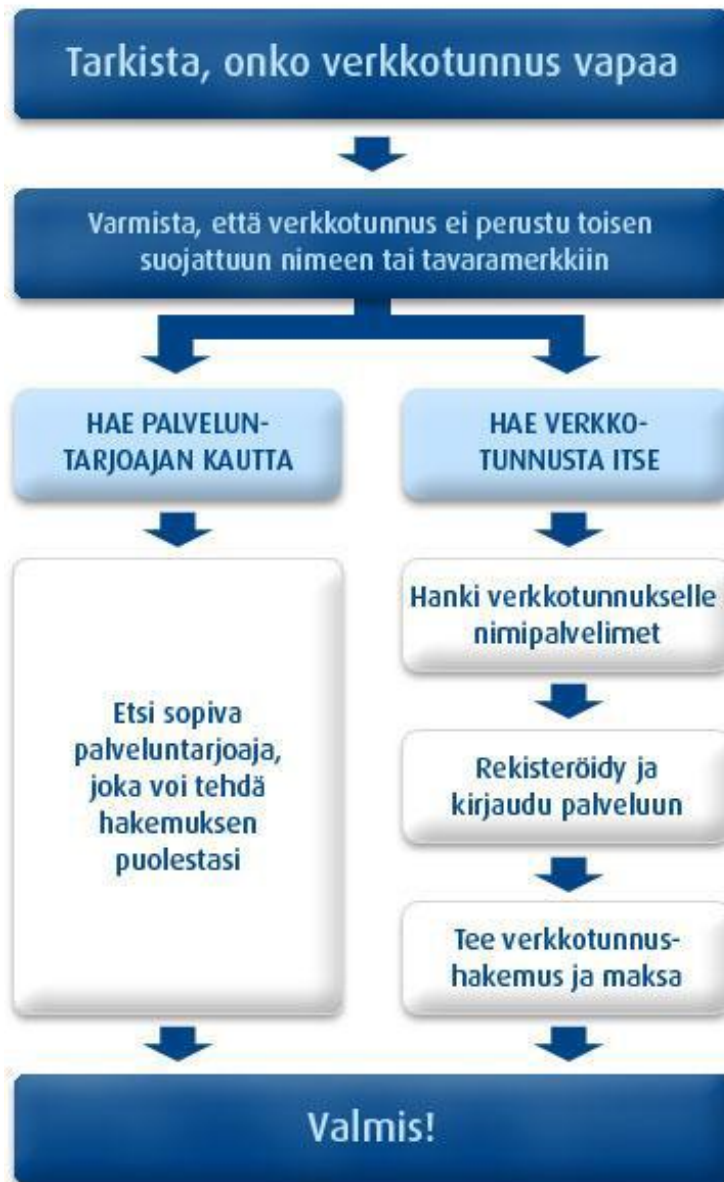 Tarkista, onko verkkotunnus vapaa
Varmista, että verkkotunnus ei perustu toisen
suojattuun nimeen tai tavaramerkkiin
HAE PALVELUN-
TARJOAJAN KAUTTA
Etsi sopiva
palveluntarjoaja,
joka voi tehdä
hakemuksen
puolestasi
HAE VERKKO-
TUNNUSTA ITSE
Hanki verkkotunnukselle
nimipalvelimet
Rekisteröidy ja
kirjaudu palveluun
Tee verkkotunnus-
hakemus ja maksa
Valmis!